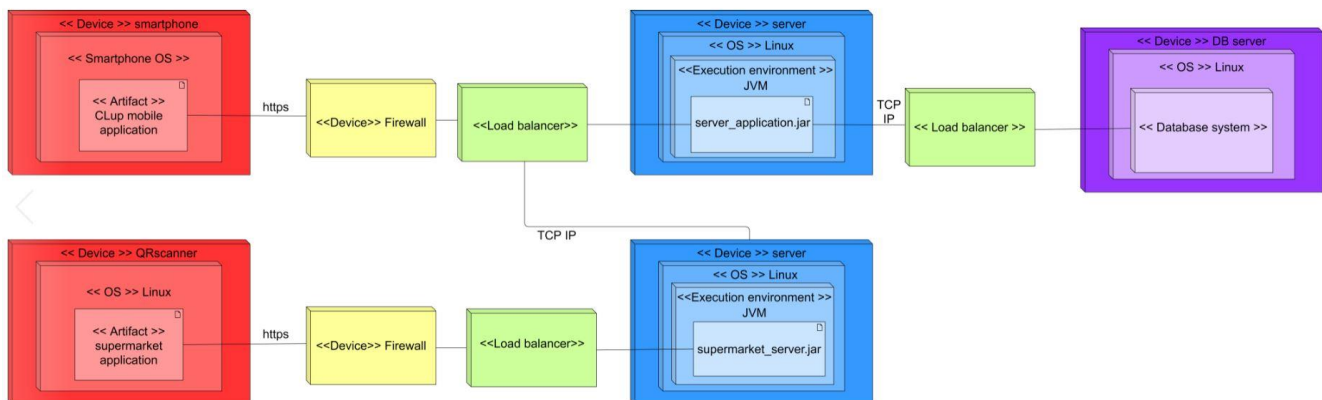 << Device >> smartphone
<< Smartphone OS >>
<< Artifact >>
CLup mobile
application
https
<<Device>> Firewall
<<Load balancer>>
<< Device >> server
<< OS >> Linux
<<Execution environment >>
JVM
server_application.jar
TCP
IP
<< Load balancer >>
<< Device >> DB server
<< OS >> Linux
<< Database system >>
TCP IP
<< Device >> QRscanner
<< OS >> Linux
<< Artifact >>
supermarket
application
https
<<Device>> Firewall
<<Load balancer>>
<< Device >> server
<< OS >> Linux
<<Execution environment >>
JVM
supermarket_server.jar